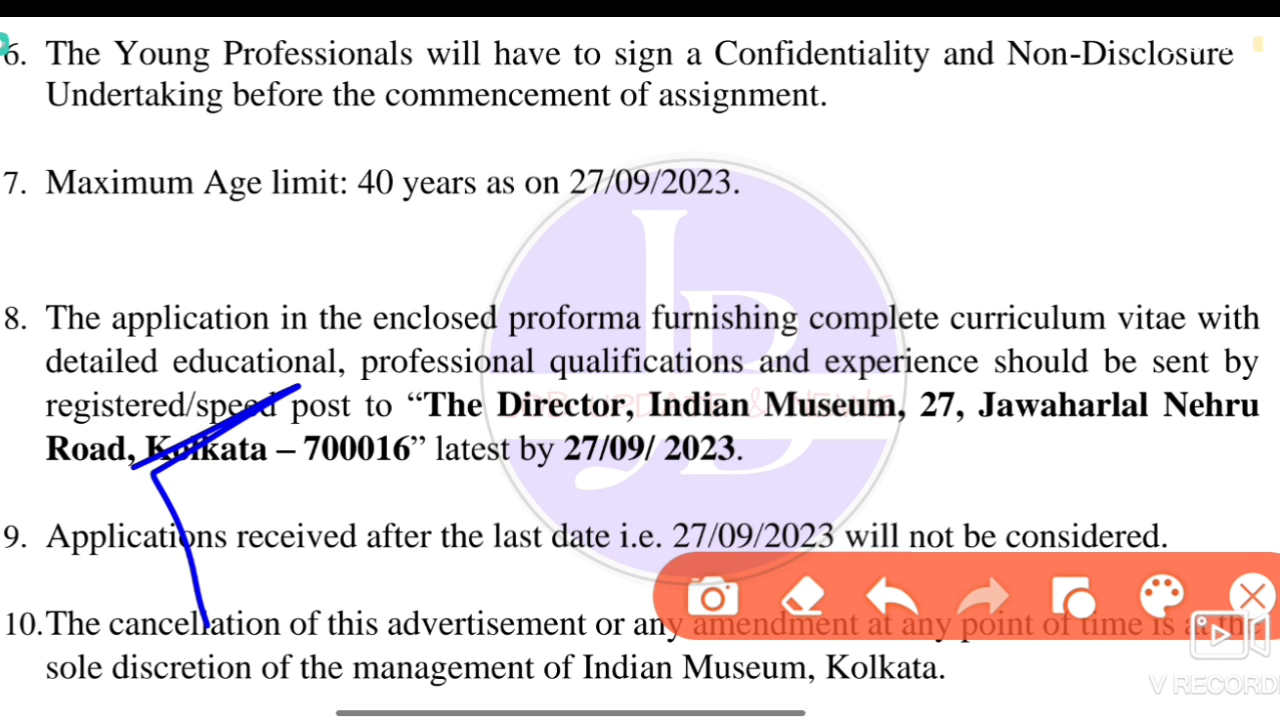 6. The Young Professionals will have to sign a Confidentiality and Non-Disclosure
Undertaking before the commencement of assignment.
7. Maximum Age limit: 40 years as on 27/09/2023.
8. The application in the enclosed proforma furnishing complete curriculum vitae with
detailed educational, professional qualifications and experience should be sent by
registered/speed post to “The Director, Indian Museum, 27, Jawaharlal Nehru
Road, Kolkata – 700016” latest by 27/09/ 2023.
9. Applications received after the last date i.e. 27/09/2023 will not be considered.
10. The cancellation of this advertisement or any amendment at any point of time is at the
sole discretion of the management of Indian Museum, Kolkata.
V RECORD